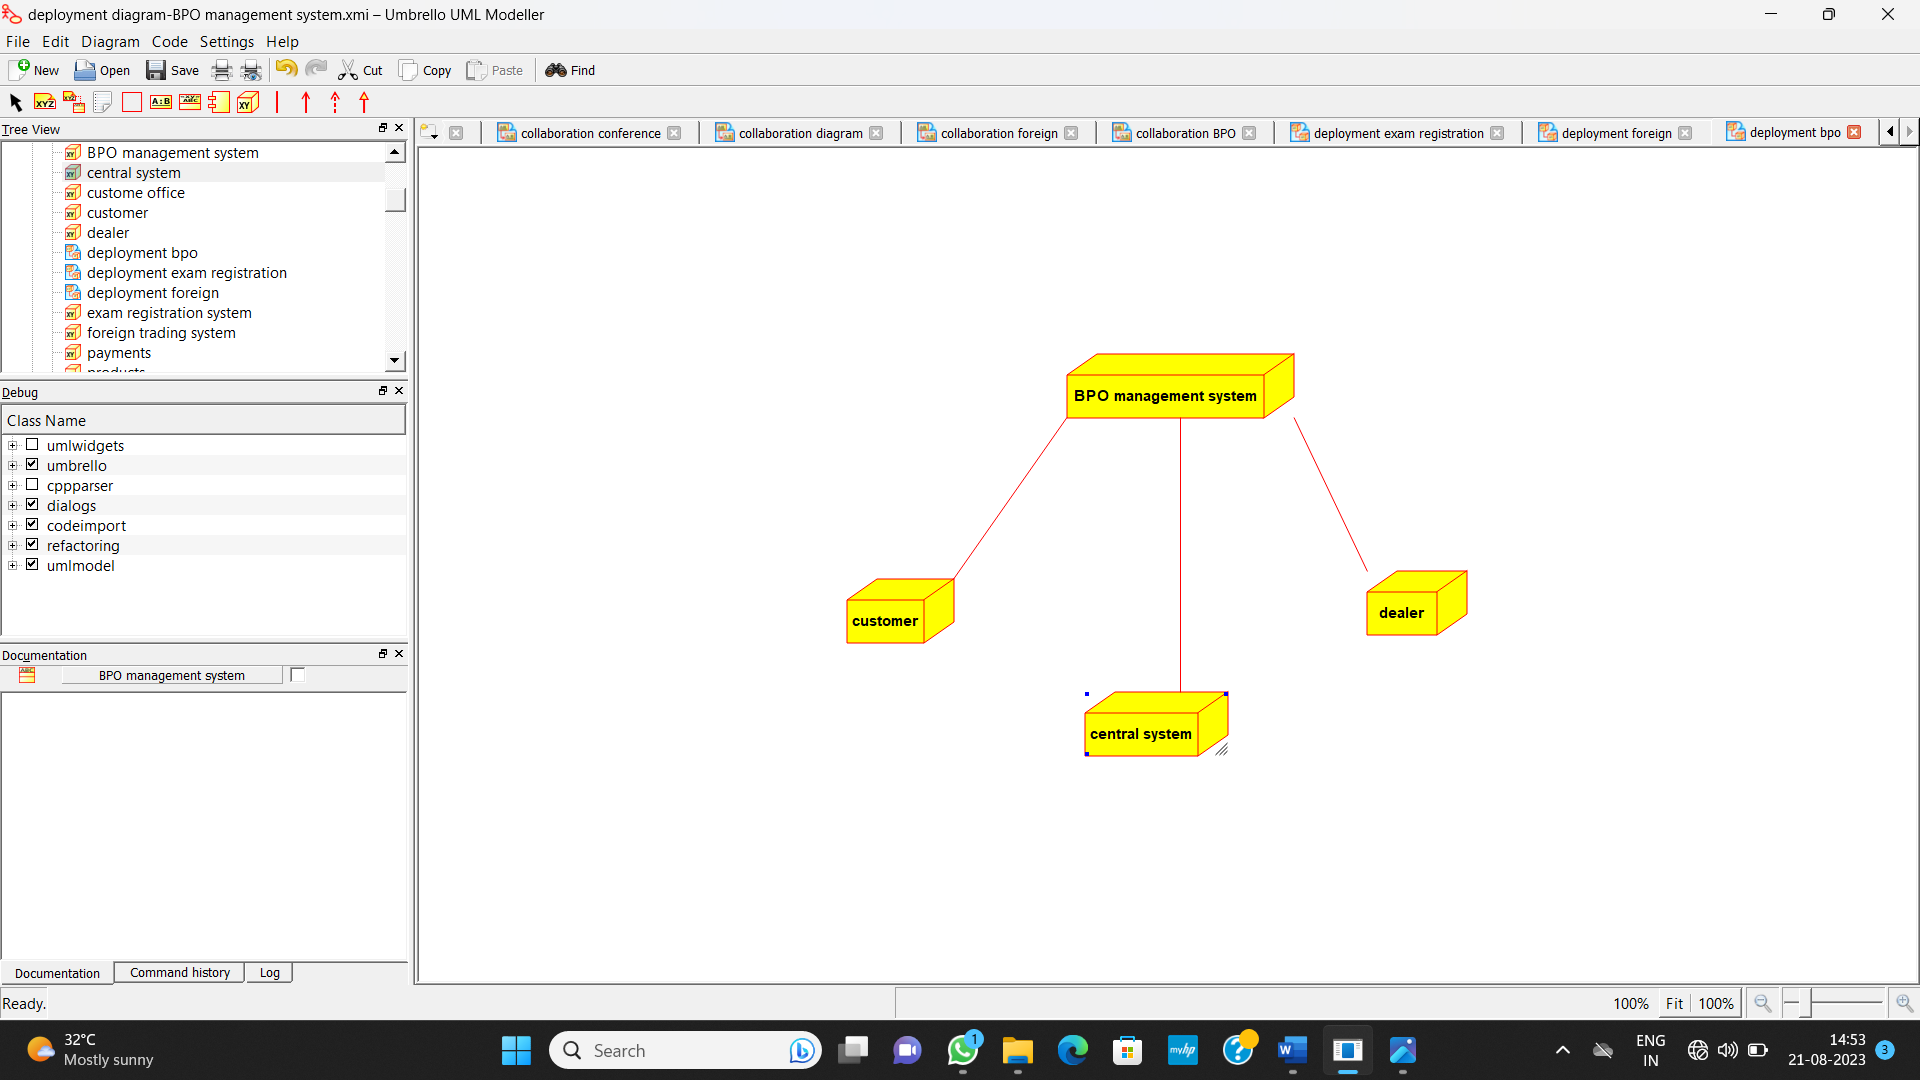 deployment diagram-BPO management system.xmi – Umbrello UML Modeller
File Edit Diagram Code Settings Help
New Open Save Cut Copy Paste Find
Tree View
collaboration conference collaboration diagram collaboration foreign collaboration BPO deployment exam registration deployment foreign deployment bpo
BPO management system
central system
custome office
customer
dealer
deployment bpo
deployment exam registration
deployment foreign
exam registration system
foreign trading system
payments
products
Debug
Class Name
umlwidgets
umbrello
cppparser
dialogs
codeimport
refactoring
umlmodel
Documentation
BPO management system
Documentation Command history Log
BPO management system
customer
dealer
central system
Ready.
100% Fit 100%
32°C
Mostly sunny
Search
1
myhp
ENG
IN
14:53
21-08-2023
3